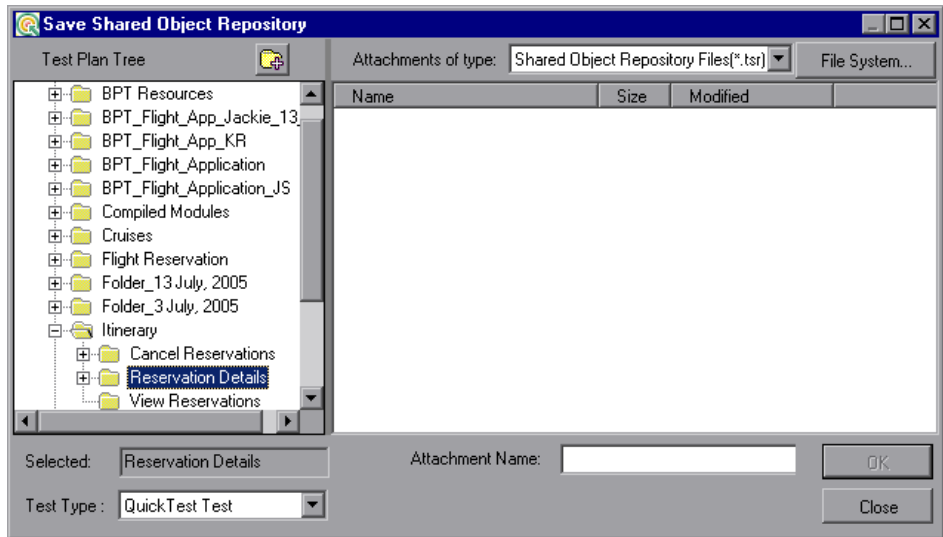 Save Shared Object Repository
Test Plan Tree
Attachments of type: Shared Object Repository Files(*.tsr) File System...
Name Size Modified
BPT Resources
BPT_Flight_App_Jackie_13_
BPT_Flight_App_KR
BPT_Flight_Application
BPT_Flight_Application_JS
Compiled Modules
Cruises
Flight Reservation
Folder_13 July, 2005
Folder_3 July, 2005
Itinerary
Cancel Reservations
Reservation Details
View Reservations
Selected: Reservation Details
Attachment Name: OK
Test Type : QuickTest Test
Close